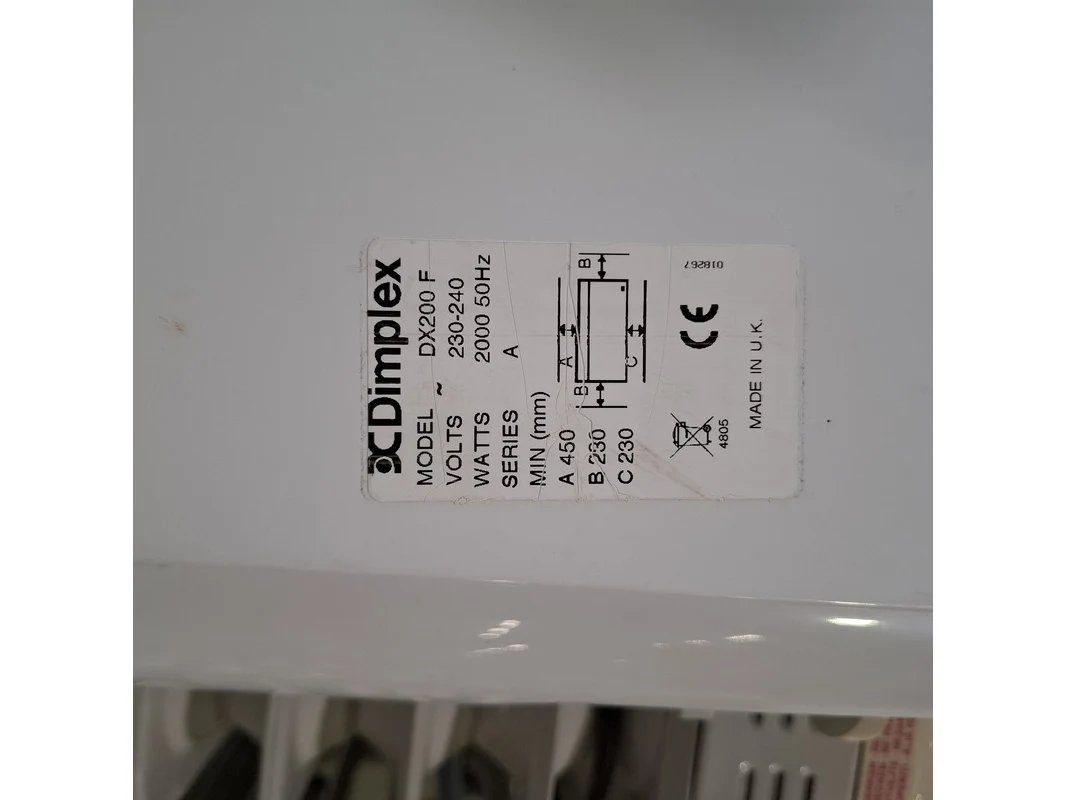 Dimplex
MODEL DX200 F
VOLTS ~ 230-240
WATTS 2000 50Hz
SERIES A
MIN (mm)
A 450
B 230
C 230
B
A
B
C
018267
CE
4805
MADE IN U.K.